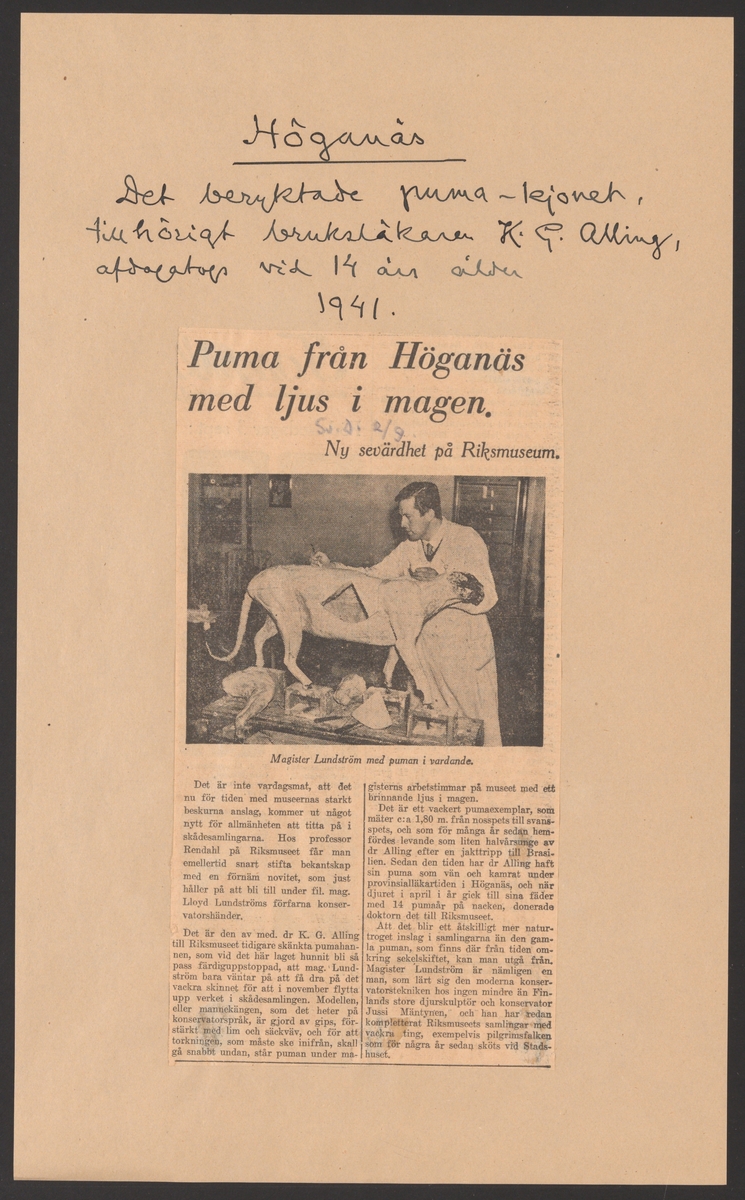 Höganäs
Det beryktade puma-lejonet,
tillhörigt bruksläkaren K. G. Alling,
vid 14 års ålder
1941.
Puma från Höganäs
med ljus i magen.
Sv. D. 2/9
Ny sevärdhet på Riksmuseum.
Magister Lundström med puman i vardande.
Det är inte vardagsmat, att det
nu för tiden med museernas starkt
beskurna anslag, kommer ut något
nytt för allmänheten att titta på i
skådesamlingarna. Hos professor
Rendahl på Riksmuseet får man
emellertid snart stifta bekantskap
med en förnäm novitet, som just
håller på att bli till under fil. mag.
Lloyd Lundströms förfarna konser-
vatorshänder.
Det är den av med. dr K. G. Alling
till Riksmuseet tidigare skänkta pumahan-
nen, som vid det här laget hunnit bli så
pass färdiguppstoppad, att mag. Lund-
ström bara väntar på att få dra på det
vackra skinnet för att i november flytta
upp verket i skådesamlingen. Modellen,
eller mannekängen, som det heter på
konservatorspråk, är gjord av gips, för-
stärkt med lim och säckväv, och för att
torkningen, som måste ske inifrån, skall
gå snabbt undan, står puman under ma-
gisterns arbetstimmar på museet med ett
brinnande ljus i magen.
Det är ett vackert pumaexemplar, som
mäter c:a 1,80 m. från nosspets till svans-
spets, och som för många år sedan hem-
fördes levande som liten halvårsunge av
dr Alling efter en jakttripp till Brasi-
lien. Sedan den tiden har dr Alling haft
sin puma som vän och kamrat under
provinsialläkartiden i Höganäs, och när
djuret i april i år gick till sina fäder
med 14 pumaår på nacken, donerade
doktorn det till Riksmuseet.
Att det blir ett åtskilligt mer natur-
troget inslag i samlingarna än den gam-
la puman, som finns där från tiden om-
kring sekelskiftet, kan man utgå från.
Magister Lundström är nämligen en
man, som lärt sig den moderna konser-
vatorstekniken hos ingen mindre än Fin-
lands store djurskulptör och konservator
Jussi Mäntynen, och han har redan
kompletterat Riksmuseets samlingar med
vackra ting, exempelvis pilgrimsfalken
som för några år sedan sköts vid Stads-
huset.